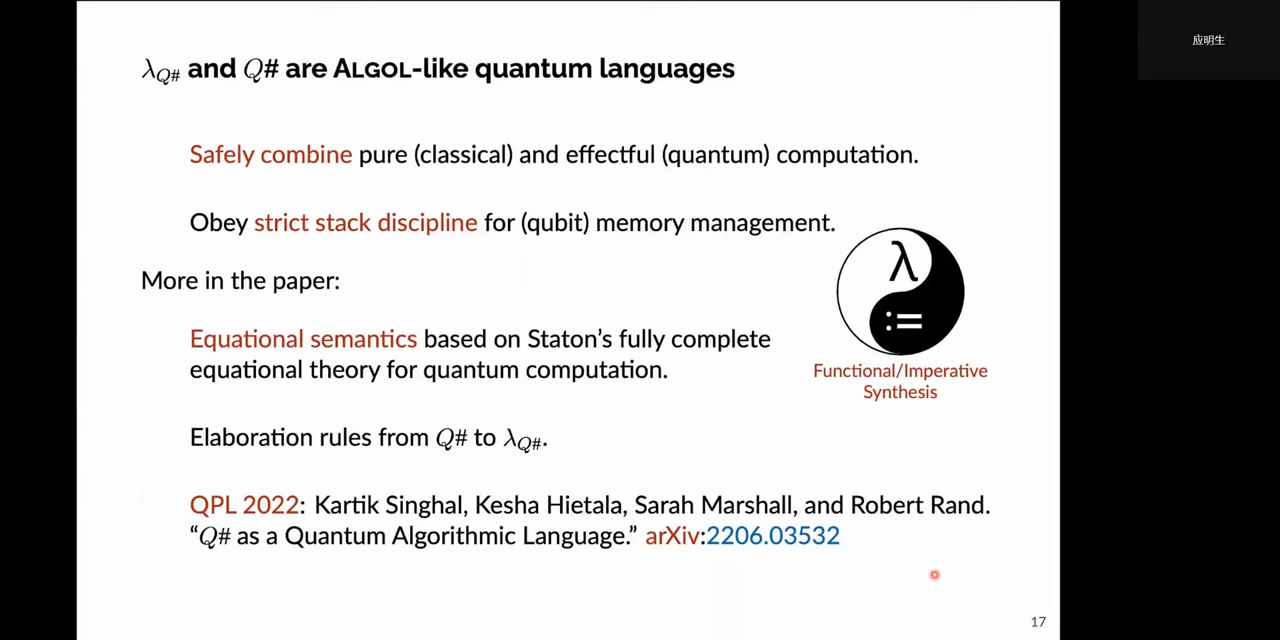 λQ# and Q# are ALGOL-like quantum languages
Safely combine pure (classical) and effectful (quantum) computation.
Obey strict stack discipline for (qubit) memory management.
More in the paper:
Equational semantics based on Staton’s fully complete
equational theory for quantum computation.
λ
:=
Functional/Imperative
Synthesis
Elaboration rules from Q# to λQ#.
QPL 2022: Kartik Singhal, Kesha Hietala, Sarah Marshall, and Robert Rand.
“Q# as a Quantum Algorithmic Language.” arXiv:2206.03532
17
应明生